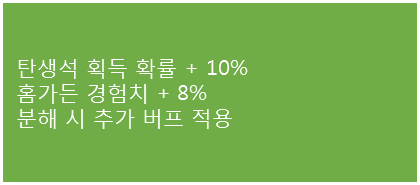 탄생석 획득 확률 + 10%
홈가든 경험치 + 8%
분해 시 추가 버프 적용